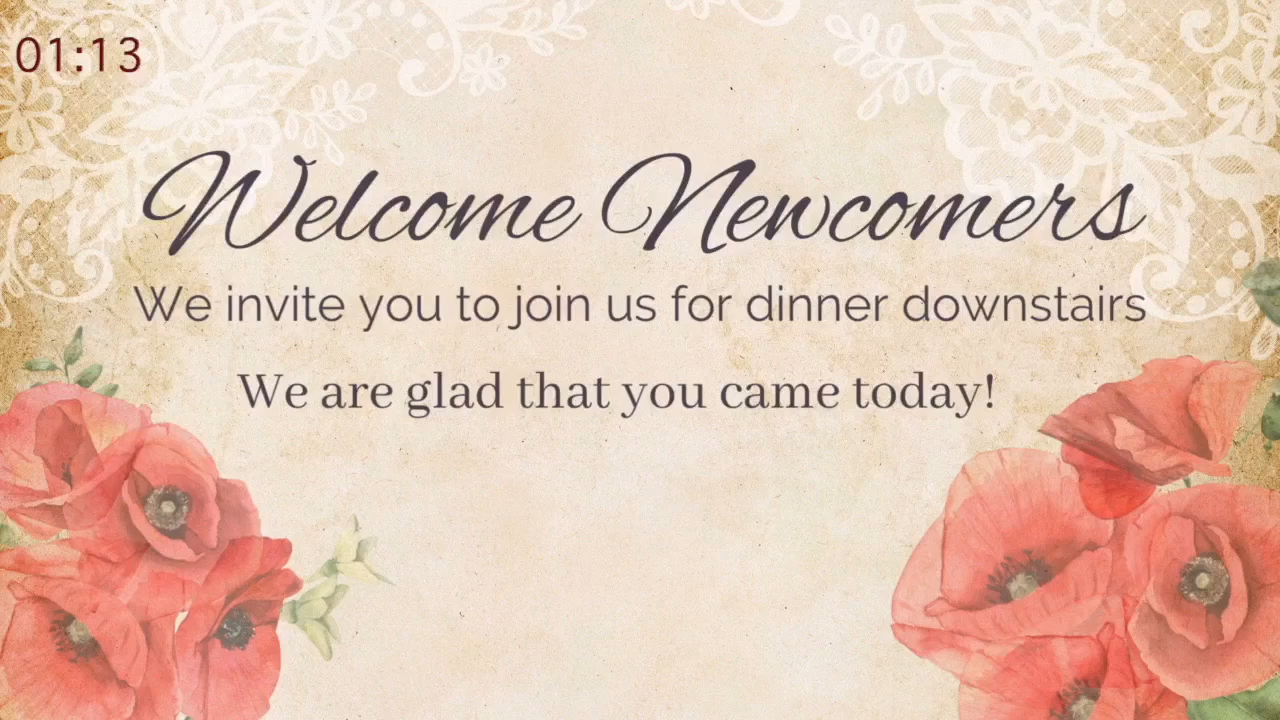 01:13
Welcome Newcomers
We invite you to join us for dinner downstairs
We are glad that you came today!